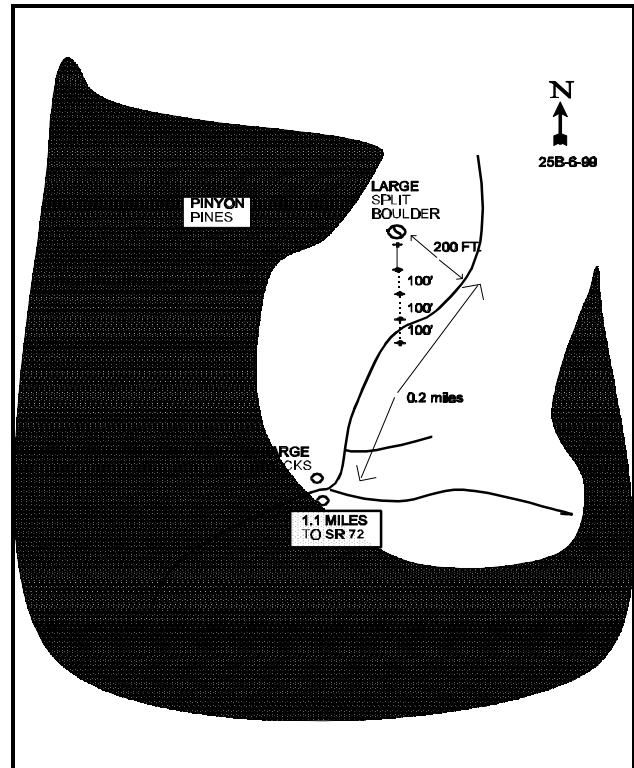 N
25B-6-99
LARGE
SPLIT
BOULDER
PINYON
PINES
200 FT.
100'
100'
100'
0.2 miles
ARGE
CKS
1.1 MILES
TO SR 72